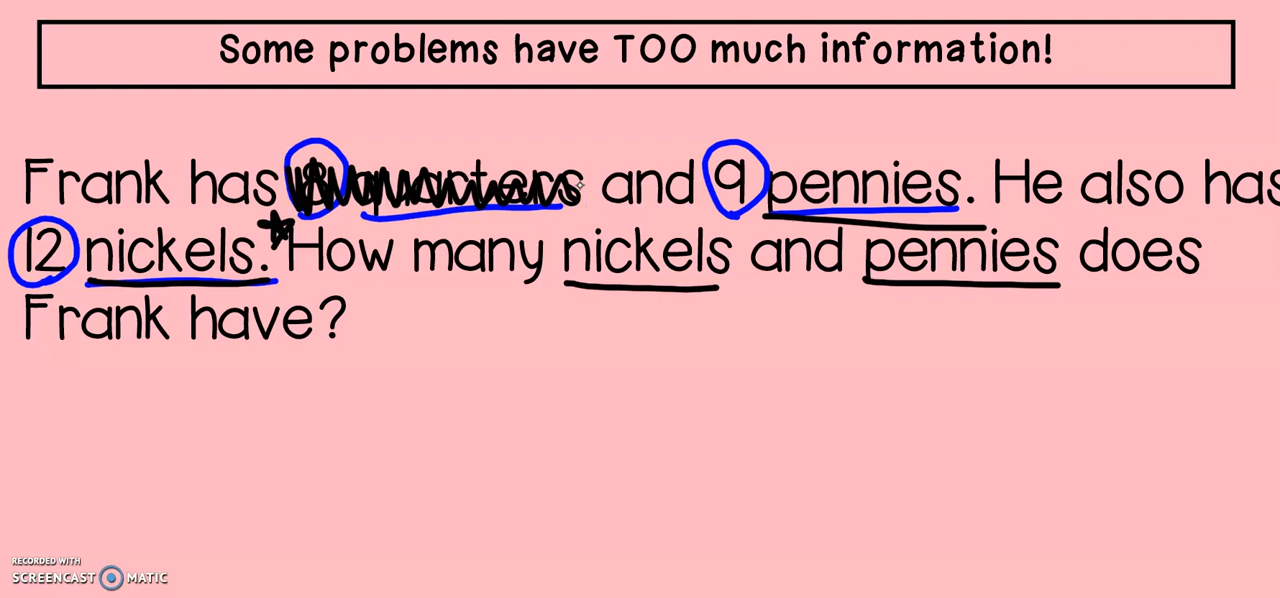 Some problems have TOO much information!
Frank has quarters and 9 pennies. He also has
12 nickels. How many nickels and pennies does
Frank have?
RECORDED WITH
SCREENCAST MATIC